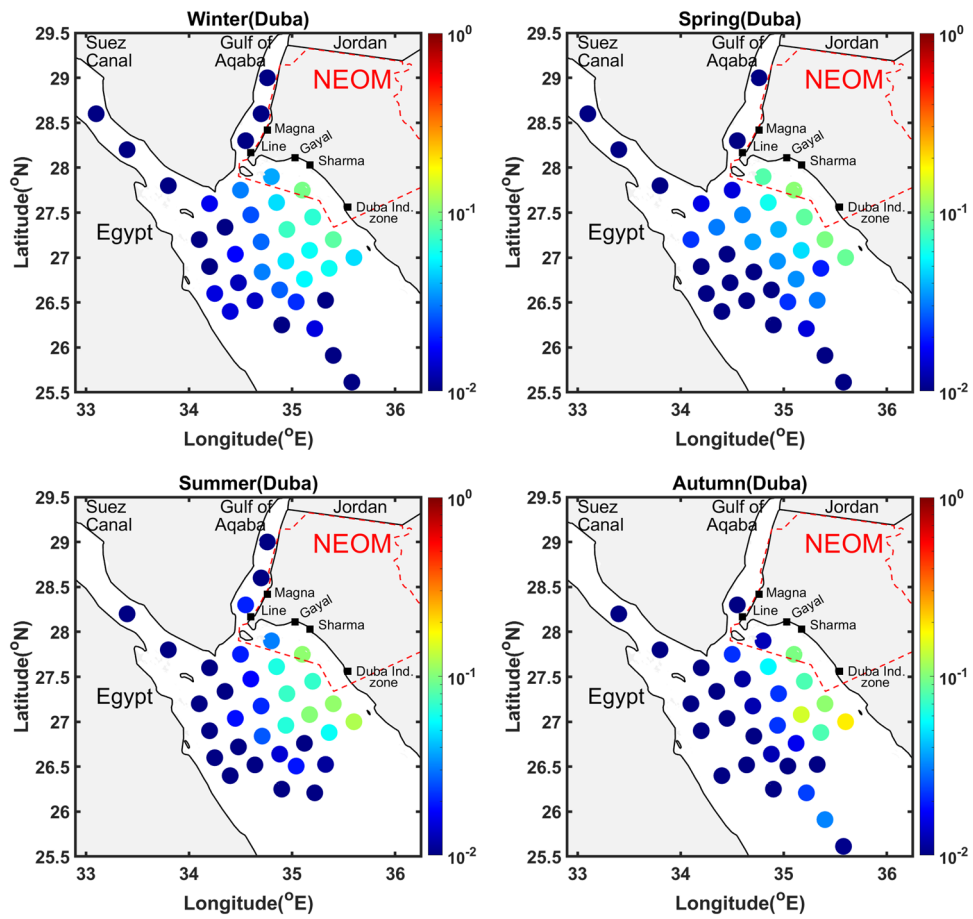 Winter(Duba)
29.5
29
28.5
28
27.5
27
26.5
26
25.5
Latitude(°N)
Suez
Canal
Gulf of
Aqaba
Jordan
NEOM
Magna
Line
Gayal
Sharma
Duba Ind.
zone
Egypt
33
34
35
36
Longitude(°E)
10⁰
10⁻¹
10⁻²
Spring(Duba)
29.5
29
28.5
28
27.5
27
26.5
26
25.5
Latitude(°N)
Suez
Canal
Gulf of
Aqaba
Jordan
NEOM
Magna
Line
Gayal
Sharma
Duba Ind.
zone
Egypt
33
34
35
36
Longitude(°E)
10⁰
10⁻¹
10⁻²
Summer(Duba)
29.5
29
28.5
28
27.5
27
26.5
26
25.5
Latitude(°N)
Suez
Canal
Gulf of
Aqaba
Jordan
NEOM
Magna
Line
Gayal
Sharma
Duba Ind.
zone
Egypt
33
34
35
36
Longitude(°E)
10⁰
10⁻¹
10⁻²
Autumn(Duba)
29.5
29
28.5
28
27.5
27
26.5
26
25.5
Latitude(°N)
Suez
Canal
Gulf of
Aqaba
Jordan
NEOM
Magna
Line
Gayal
Sharma
Duba Ind.
zone
Egypt
33
34
35
36
Longitude(°E)
10⁰
10⁻¹
10⁻²